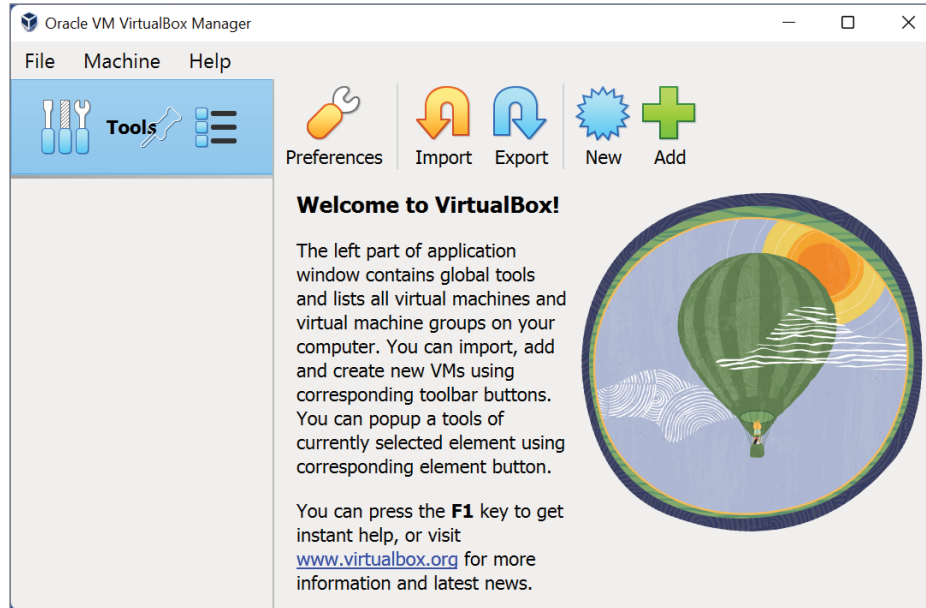 Oracle VM VirtualBox Manager
File Machine Help
Tools
Preferences Import Export New Add
Welcome to VirtualBox!
The left part of application
window contains global tools
and lists all virtual machines and
virtual machine groups on your
computer. You can import, add
and create new VMs using
corresponding toolbar buttons.
You can popup a tools of
currently selected element using
corresponding element button.
You can press the F1 key to get
instant help, or visit
www.virtualbox.org for more
information and latest news.